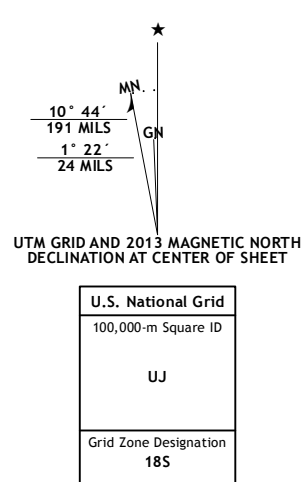 ★
MN
10° 44´
191 MILS
GN
1° 22´
24 MILS
UTM GRID AND 2013 MAGNETIC NORTH
DECLINATION AT CENTER OF SHEET
U.S. National Grid
100,000-m Square ID
UJ
Grid Zone Designation
18S